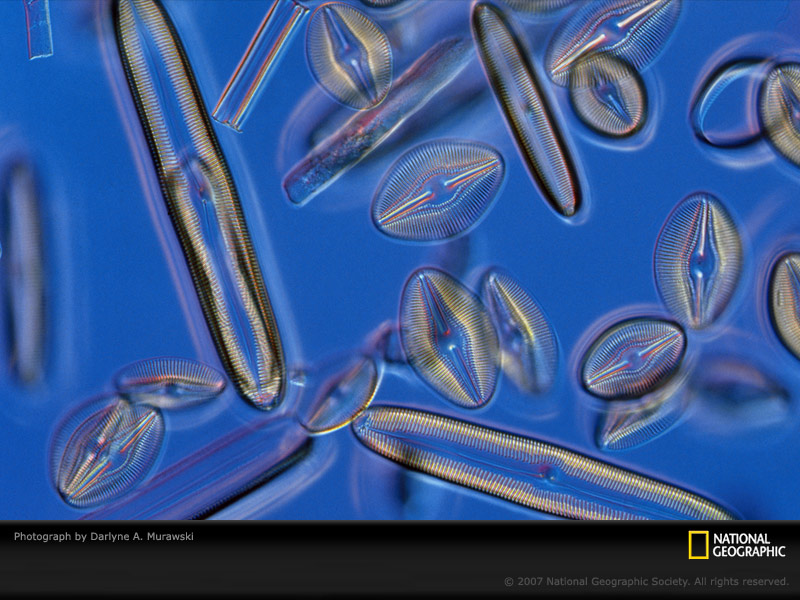 Photograph by Darlyne A. Murawski
NATIONAL
GEOGRAPHIC
© 2007 National Geographic Society. All rights reserved.